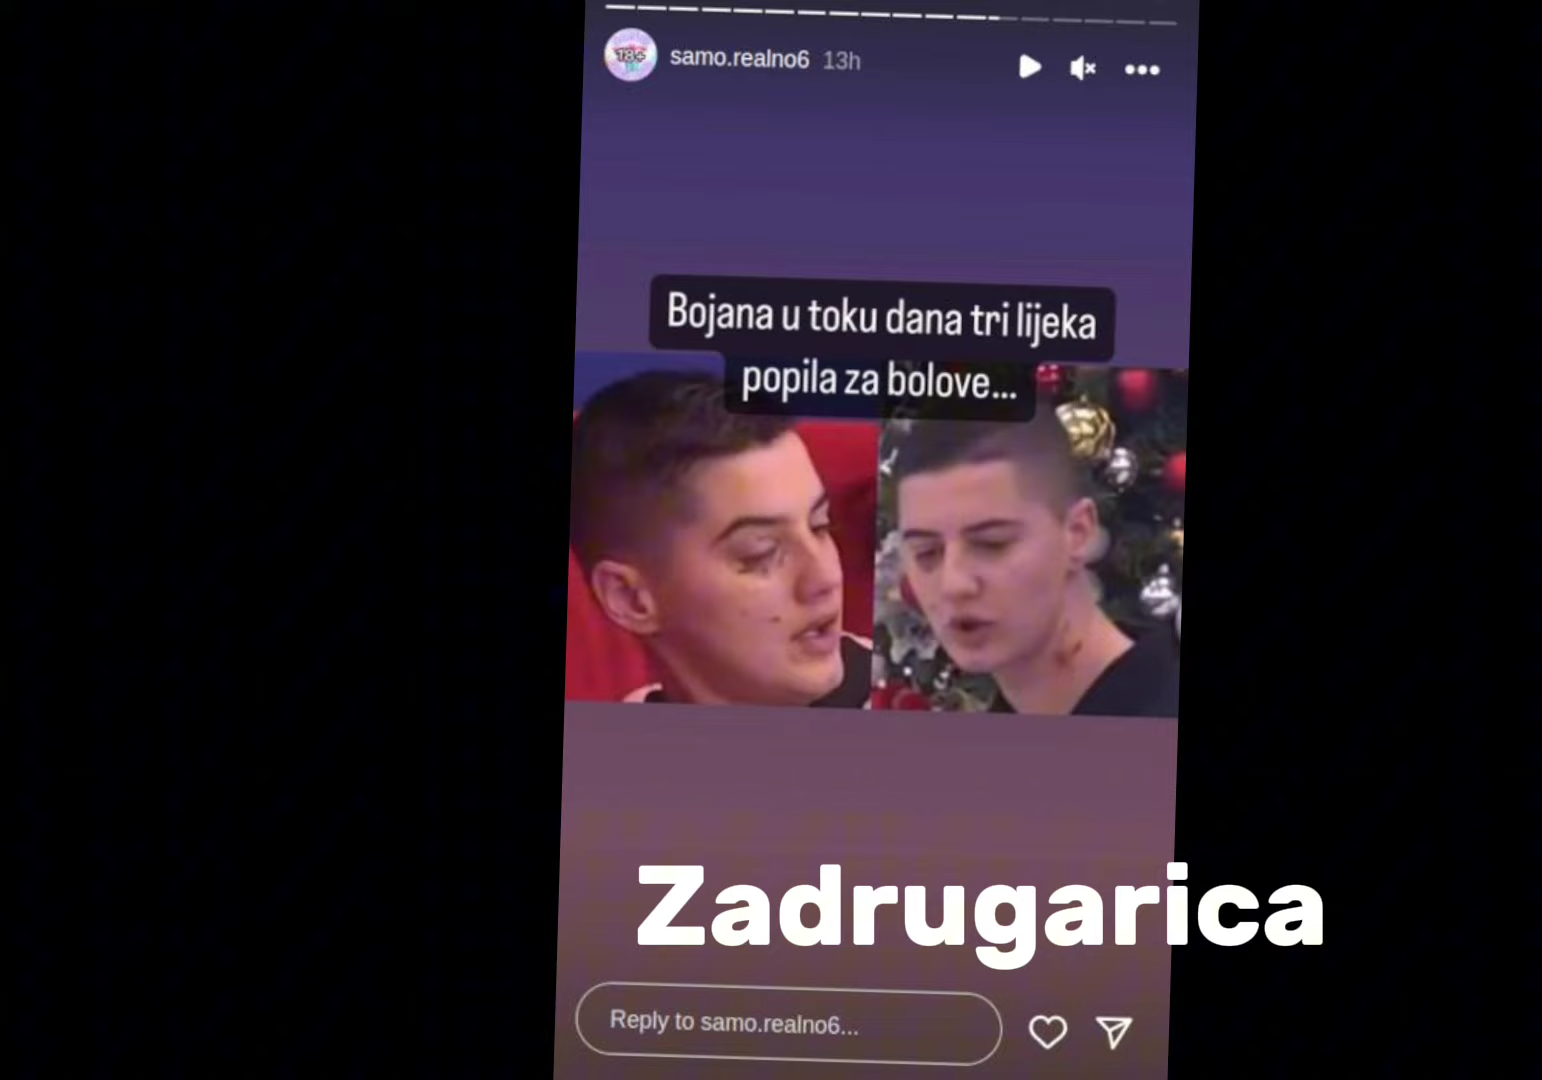 samo.realno6 13h
Bojana u toku dana tri lijeka
popila za bolove...
Zadrugarica
Reply to samo.realno6...